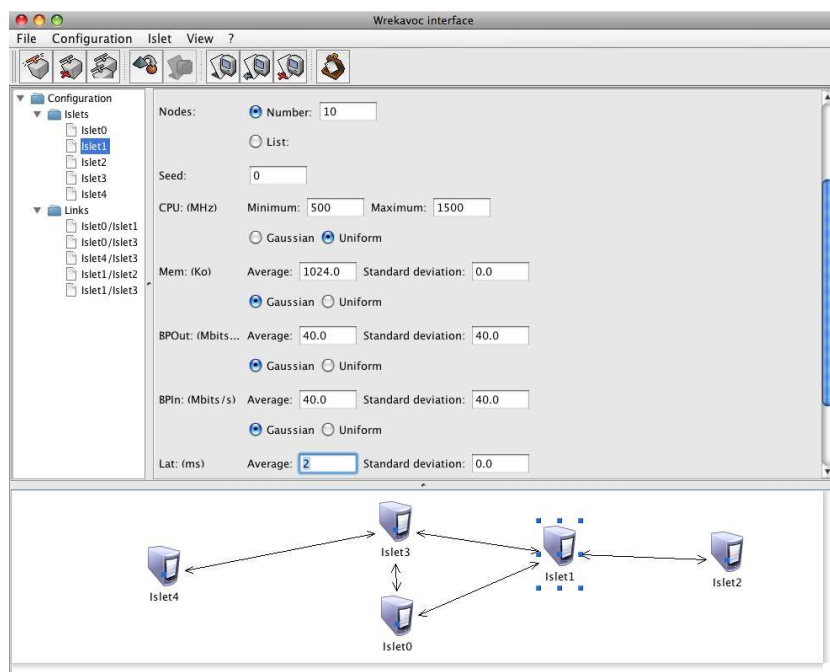 Wrekavoc interface
File Configuration Islet View ?
Configuration
Islets
Islet0
Islet1
Islet2
Islet3
Islet4
Links
Islet0/Islet1
Islet0/Islet3
Islet4/Islet3
Islet1/Islet2
Islet1/Islet3
Nodes: Number: 10
List:
Seed: 0
CPU: (MHz) Minimum: 500 Maximum: 1500
Gaussian Uniform
Mem: (Ko) Average: 1024.0 Standard deviation: 0.0
Gaussian Uniform
BPOut: (Mbits... Average: 40.0 Standard deviation: 40.0
Gaussian Uniform
BPIn: (Mbits/s) Average: 40.0 Standard deviation: 40.0
Gaussian Uniform
Lat: (ms) Average: 2 Standard deviation: 0.0
Islet3
Islet1
Islet2
Islet4
Islet0